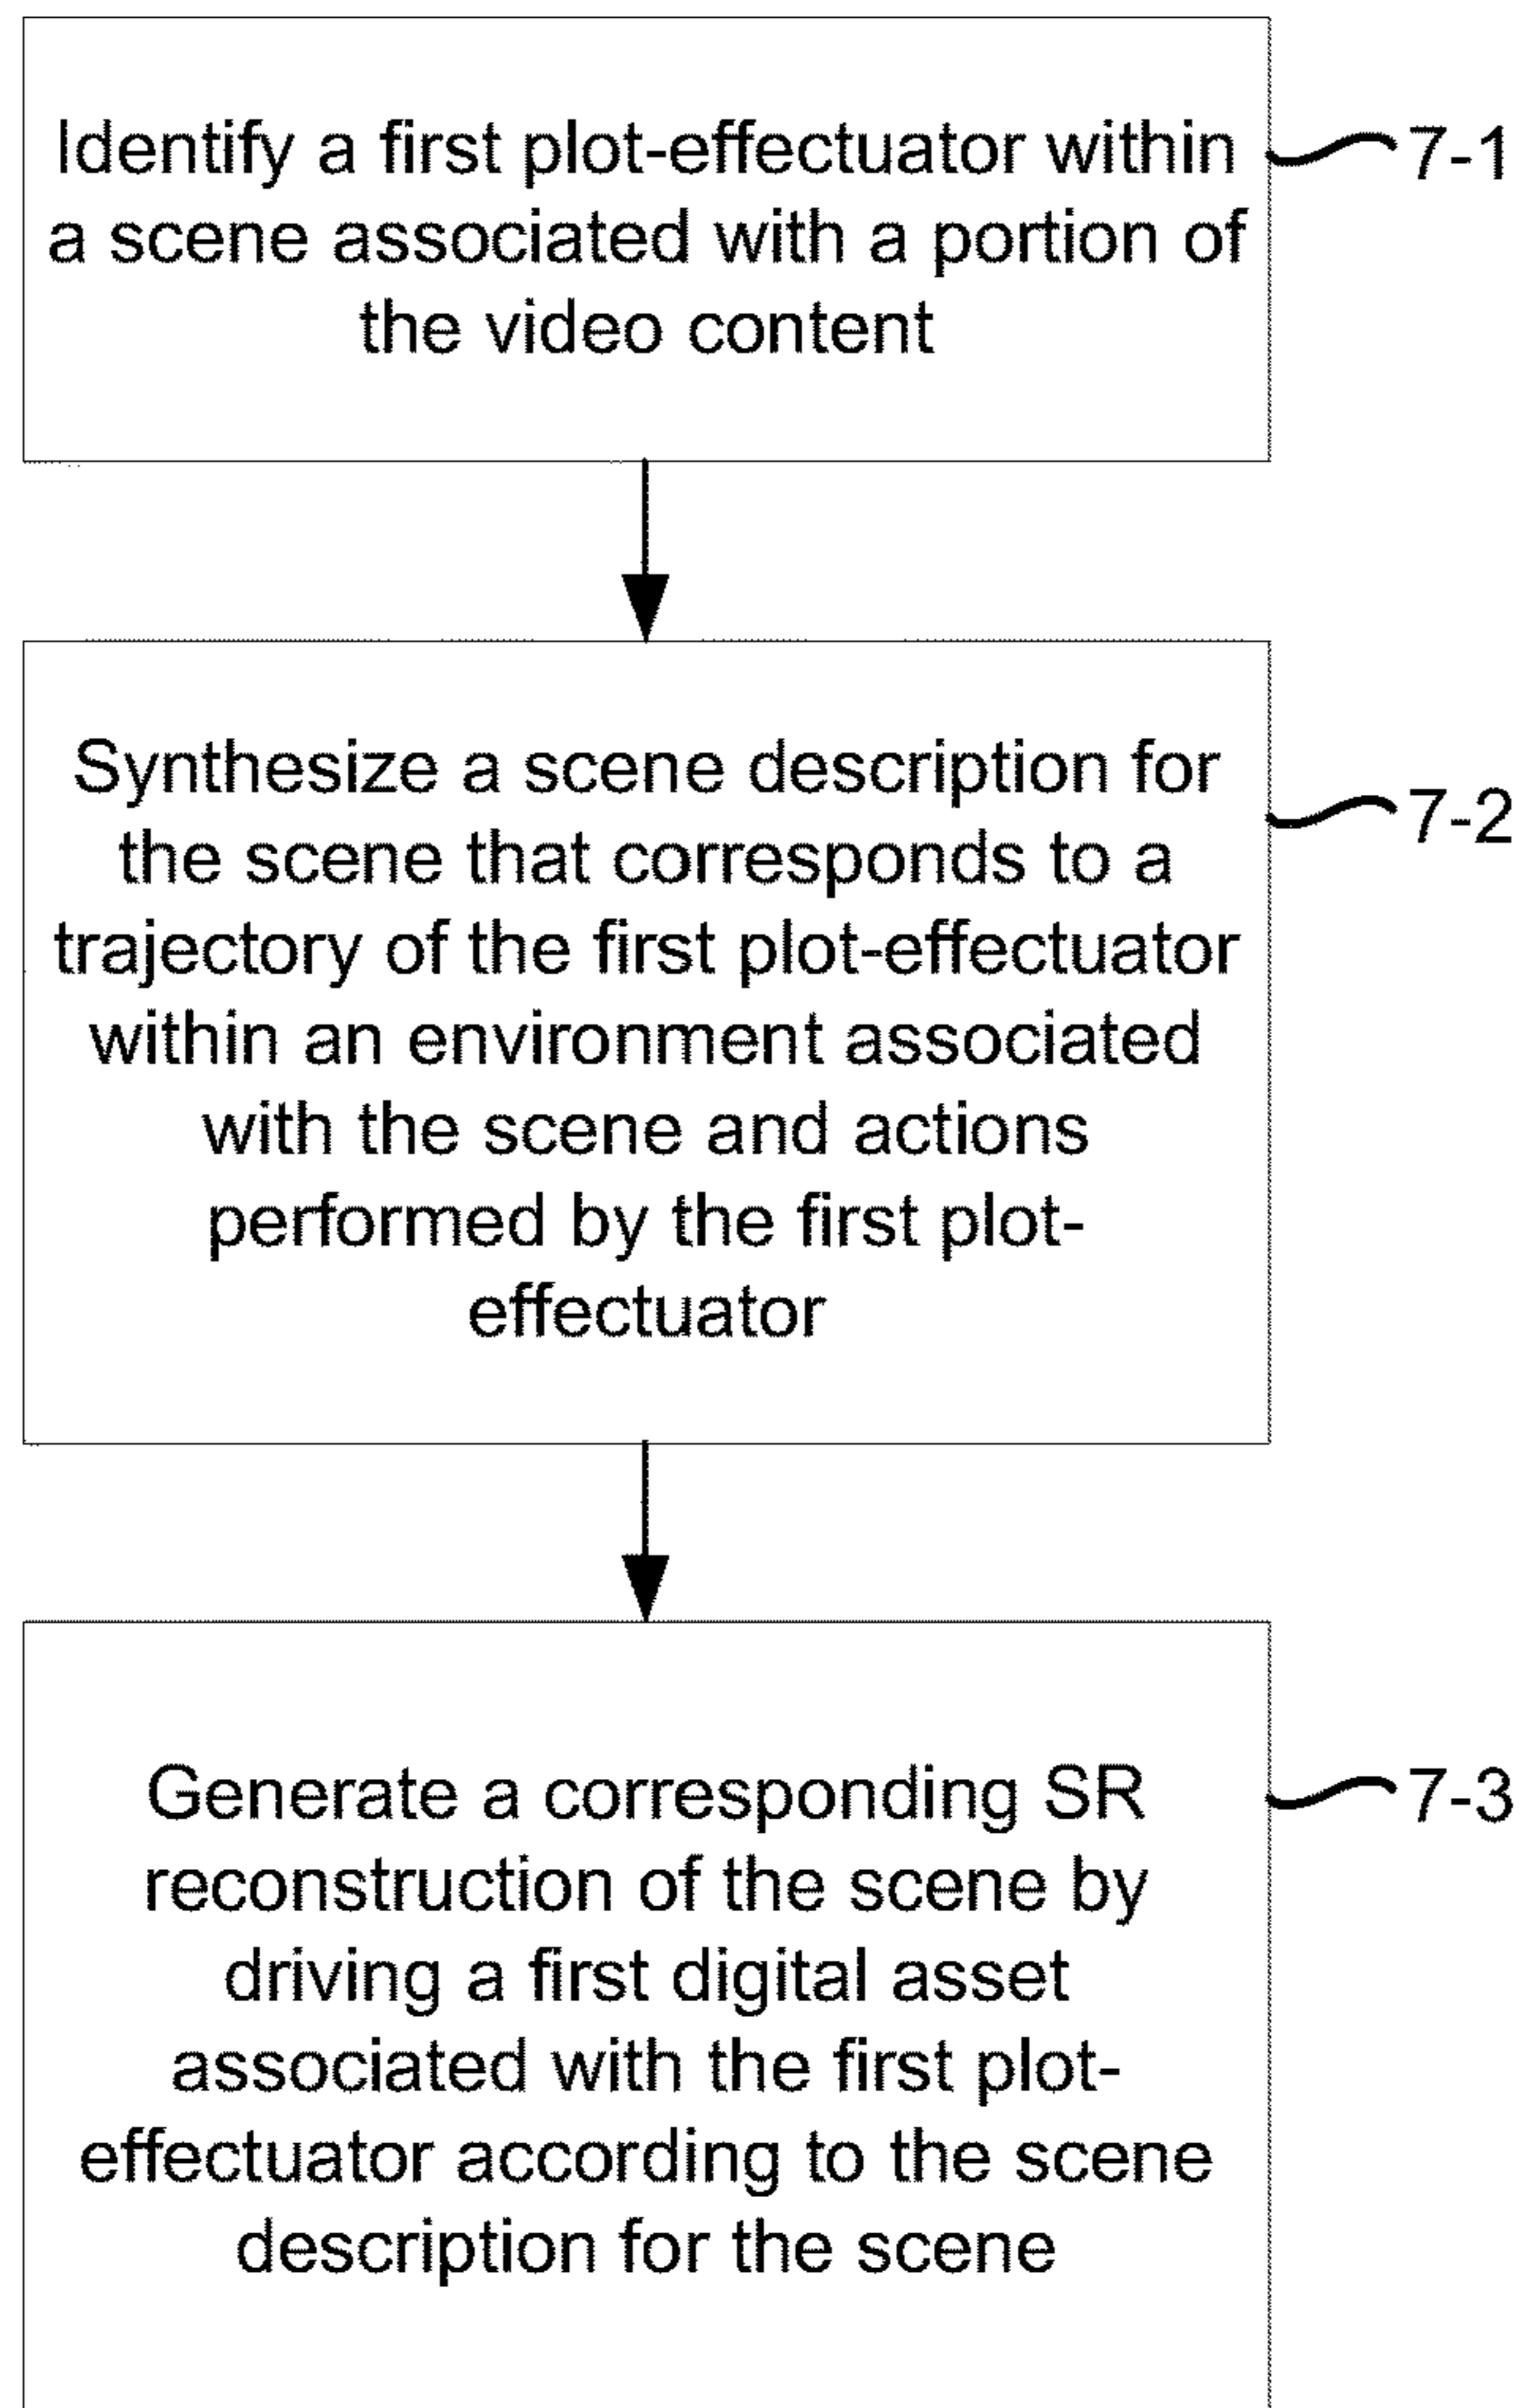 Identify a first plot-effectuator within
a scene associated with a portion of
the video content
7-1
Synthesize a scene description for
the scene that corresponds to a
trajectory of the first plot-effectuator
within an environment associated
with the scene and actions
performed by the first plot-
effectuator
7-2
Generate a corresponding SR
reconstruction of the scene by
driving a first digital asset
associated with the first plot-
effectuator according to the scene
description for the scene
7-3